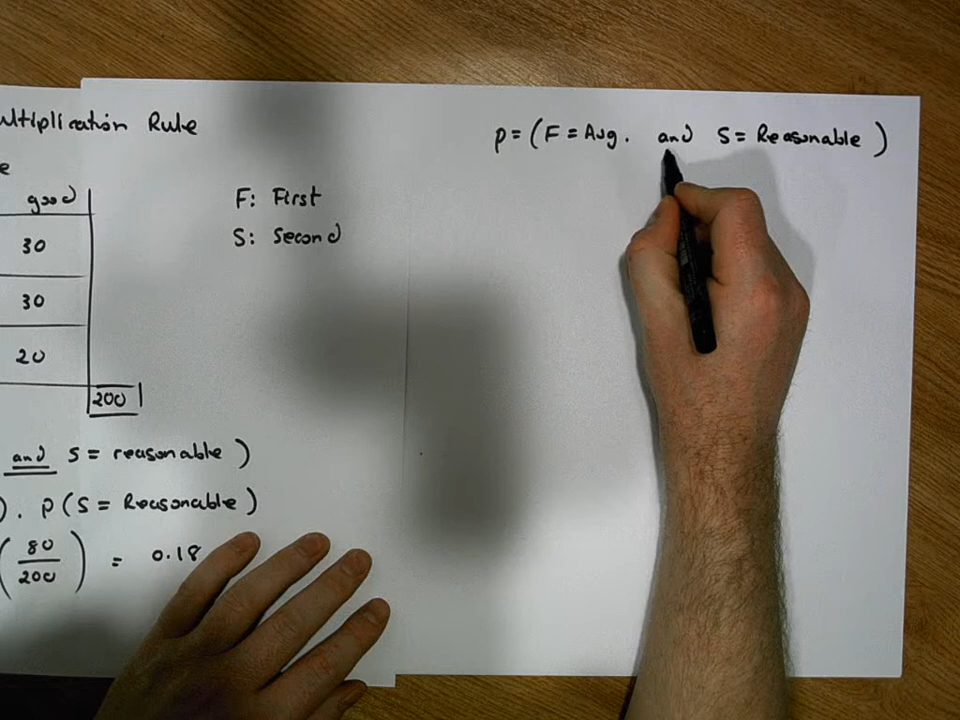 ultiplication Rule
e
good
30
30
20
200
F: First
S: Second
and S = reasonable )
). P(S = Reasonable)
( 80 / 200 ) = 0.18
P = (F = Avg. and S = Reasonable )